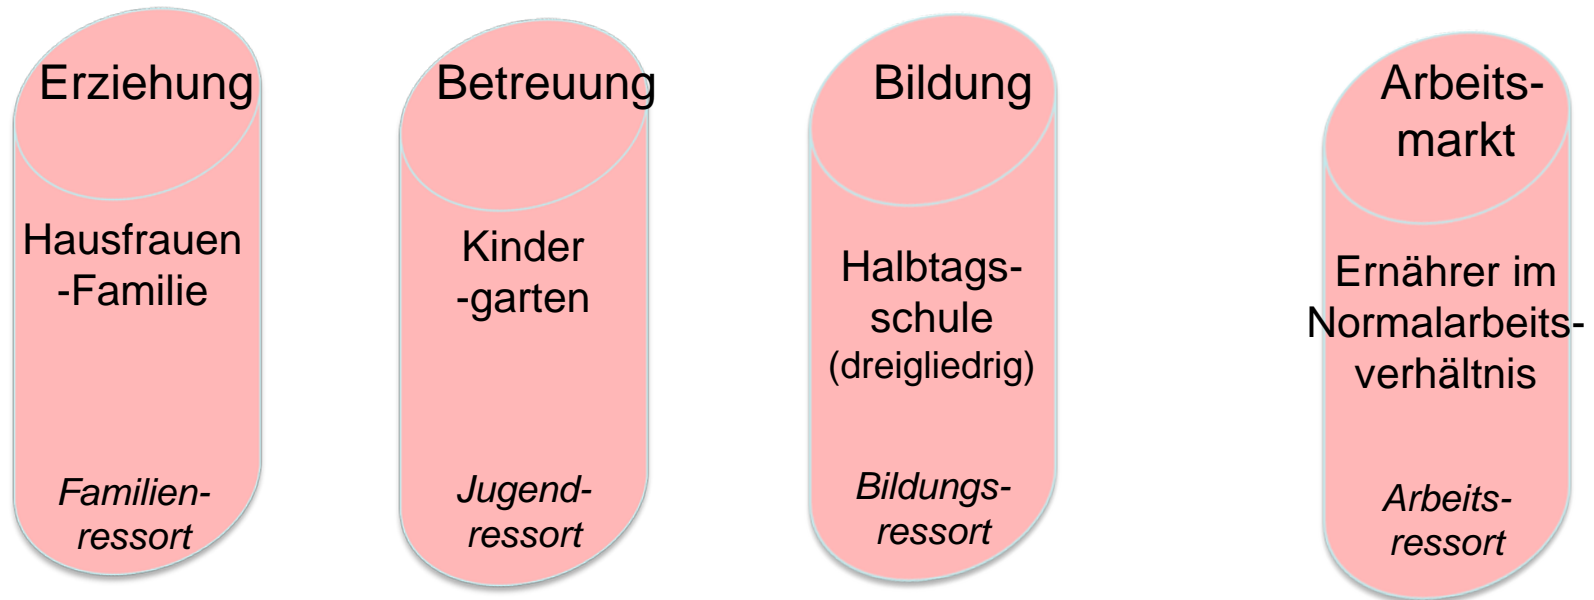 Erziehung
Hausfrauen
-Familie
Familien-
ressort
Betreuung
Kinder
-garten
Jugend-
ressort
Bildung
Halbtags-
schule
(dreigliedrig)
Bildungs-
ressort
Arbeits-
markt
Ernährer im
Normalarbeits-
verhältnis
Arbeits-
ressort